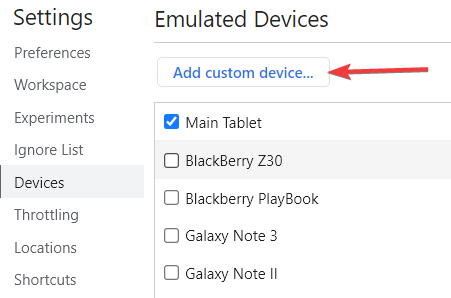 Settings
Preferences
Workspace
Experiments
Ignore List
Devices
Throttling
Locations
Shortcuts
Emulated Devices
Add custom device...
Main Tablet
BlackBerry Z30
Blackberry PlayBook
Galaxy Note 3
Galaxy Note II